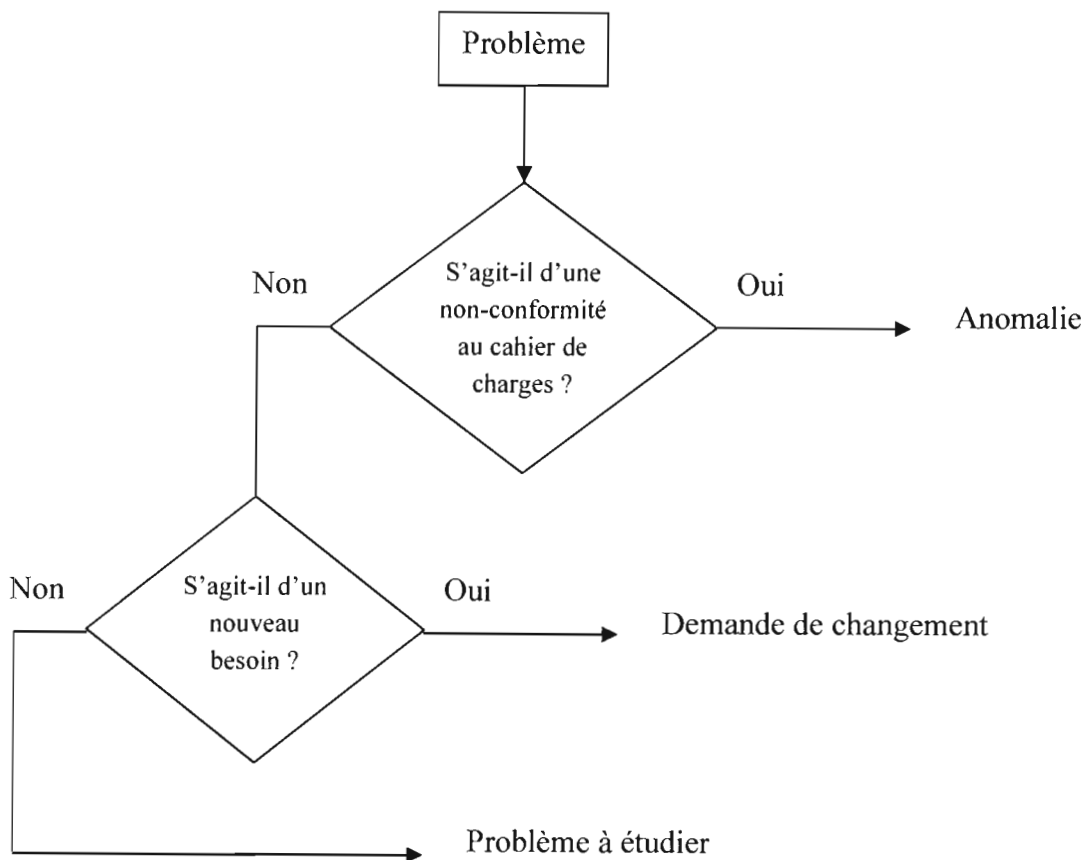 Problème
Non
S'agit-il d'une
non-conformité
au cahier de
charges ?
Oui
Anomalie
Non
S'agit-il d'un
nouveau
besoin ?
Oui
Demande de changement
Problème à étudier